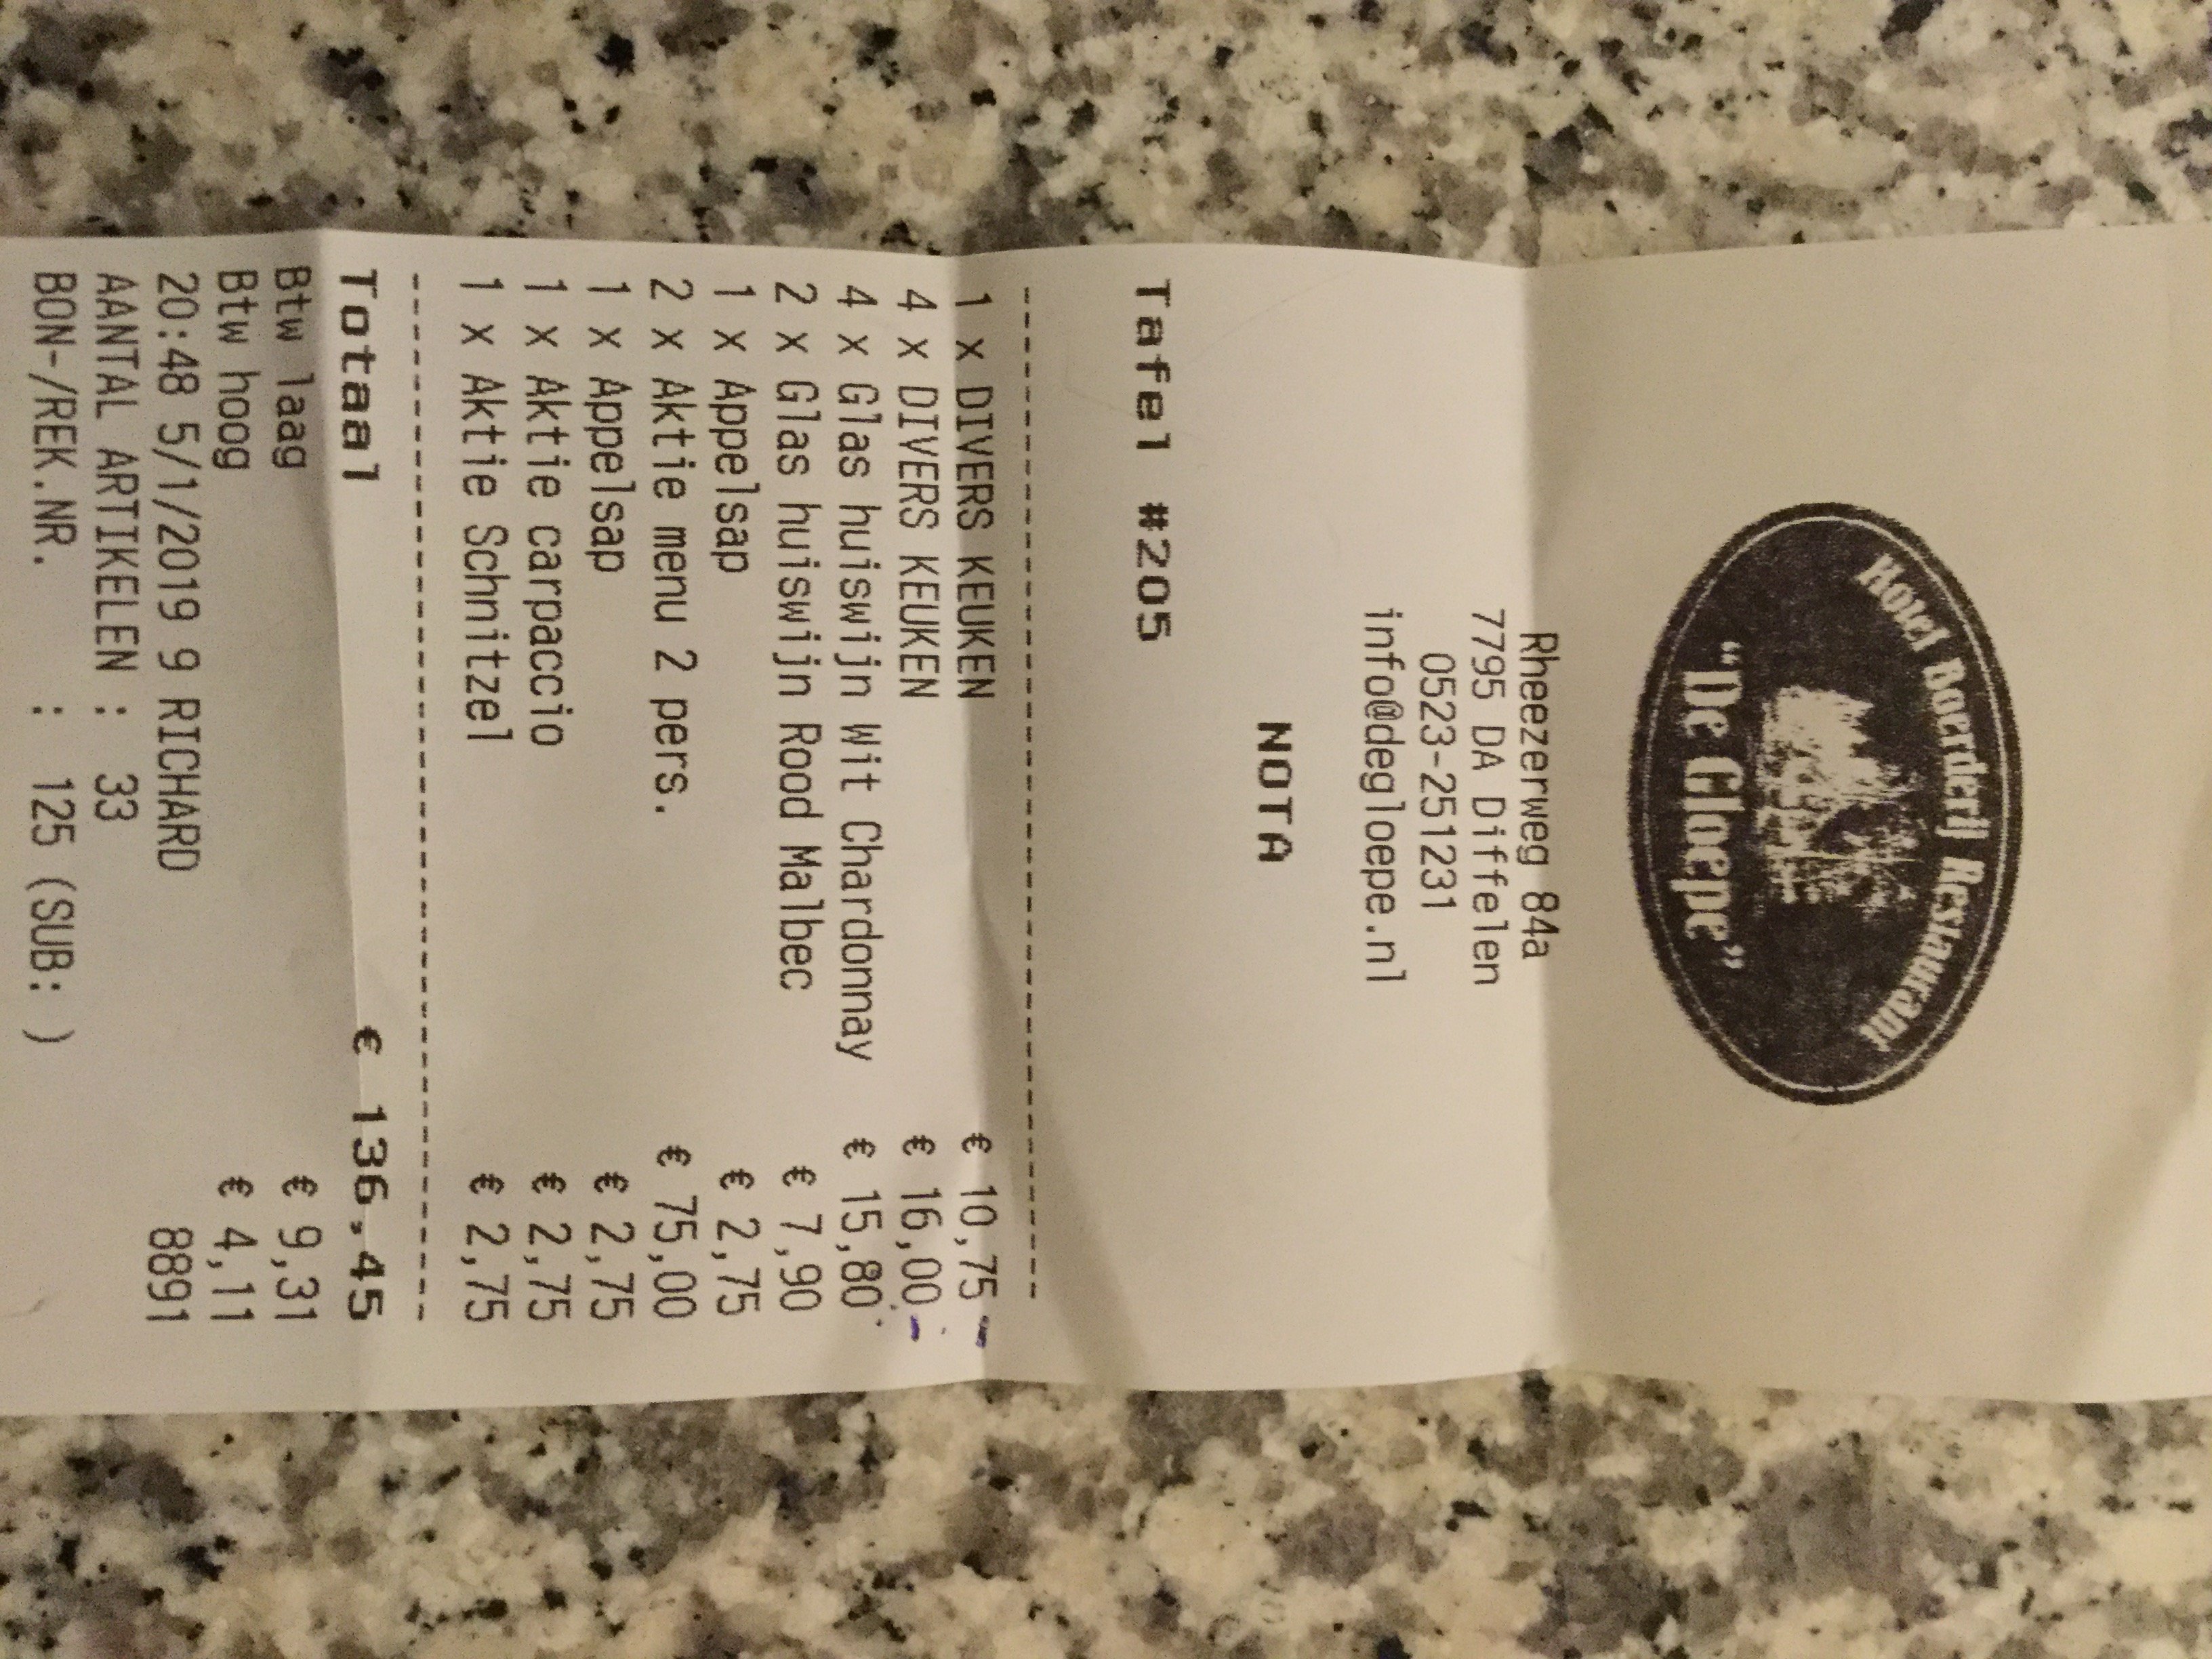 Hotel Boerderij Restaurant
"De Gloepe"
Rheezerweg 84a
7795 DA Diffelen
0523-251231
info@degloepe.nl
NOTA
Tafel #205
1 x DIVERS KEUKEN € 10,75
4 x DIVERS KEUKEN € 16,00
4 x Glas huiswijn Wit Chardonnay € 15,80
2 x Glas huiswijn Rood Malbec € 7,90
1 x Appelsap € 2,75
2 x Aktie menu 2 pers. € 75,00
1 x Appelsap € 2,75
1 x Aktie carpaccio € 2,75
1 x Aktie Schnitzel € 2,75
Totaal € 136,45
Btw laag € 9,31
Btw hoog € 4,11
20:48 5/1/2019 9 RICHARD 8891
AANTAL ARTIKELEN : 33
BON-/REK.NR. : 125 (SUB: )